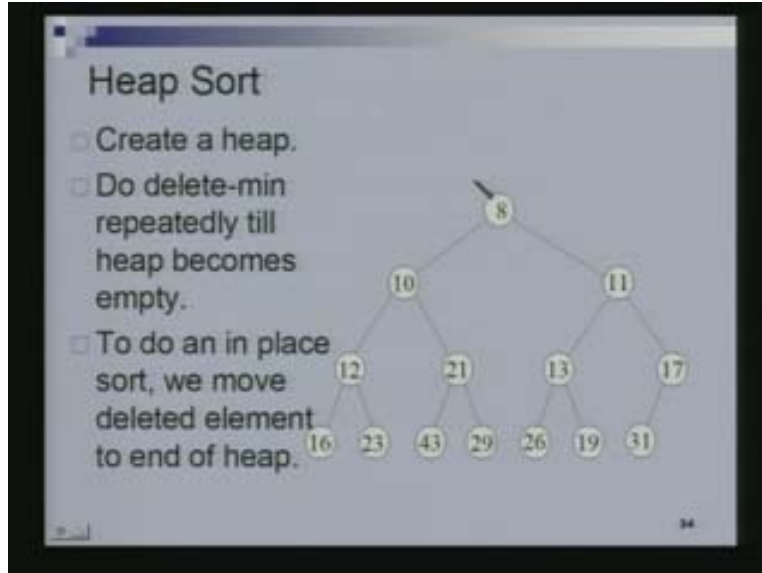 Heap Sort
Create a heap.
Do delete-min
repeatedly till
heap becomes
empty.
To do an in place
sort, we move
deleted element
to end of heap.
8
10 11
12 21 13 17
16 23 43 29 26 19 31
34